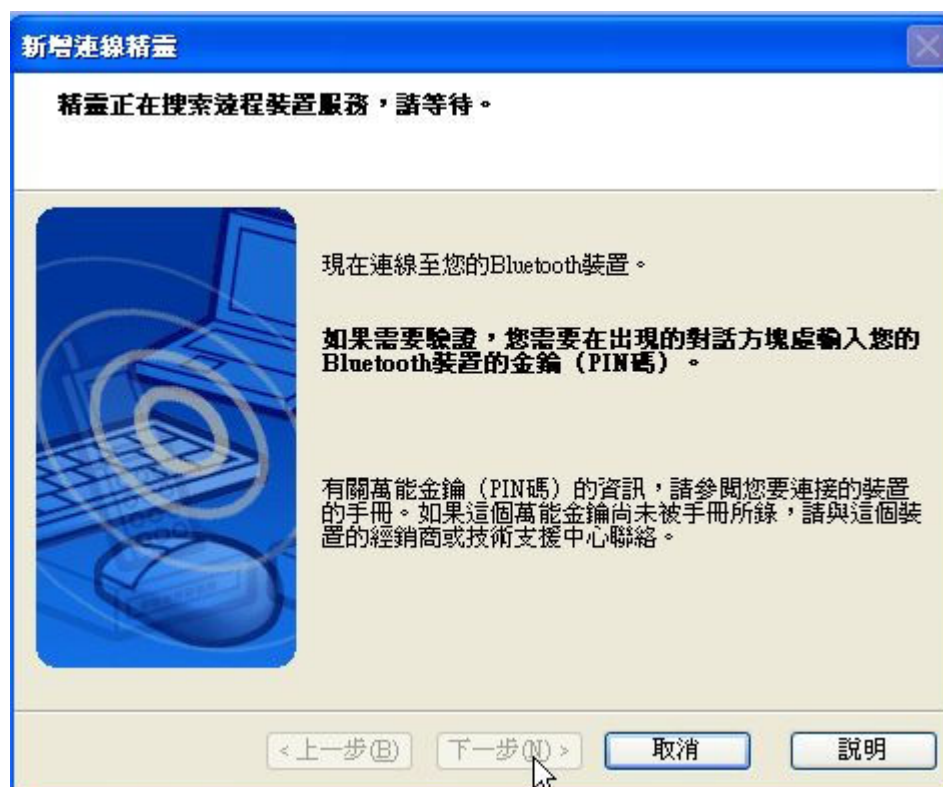 新增連線精靈
精靈正在搜索遠程裝置服務，請等待。
現在連線至您的Bluetooth裝置。
如果需要驗證，您需要在出現的對話方塊處輸入您的
Bluetooth裝置的金鑰（PIN碼）。
有關萬能金鑰（PIN碼）的資訊，請參閱您要連接的裝置
的手冊。如果這個萬能金鑰尚未被手冊所錄，請與這個裝
置的經銷商或技術支援中心聯絡。
<上一步(B) 下一步(N)> 取消 說明